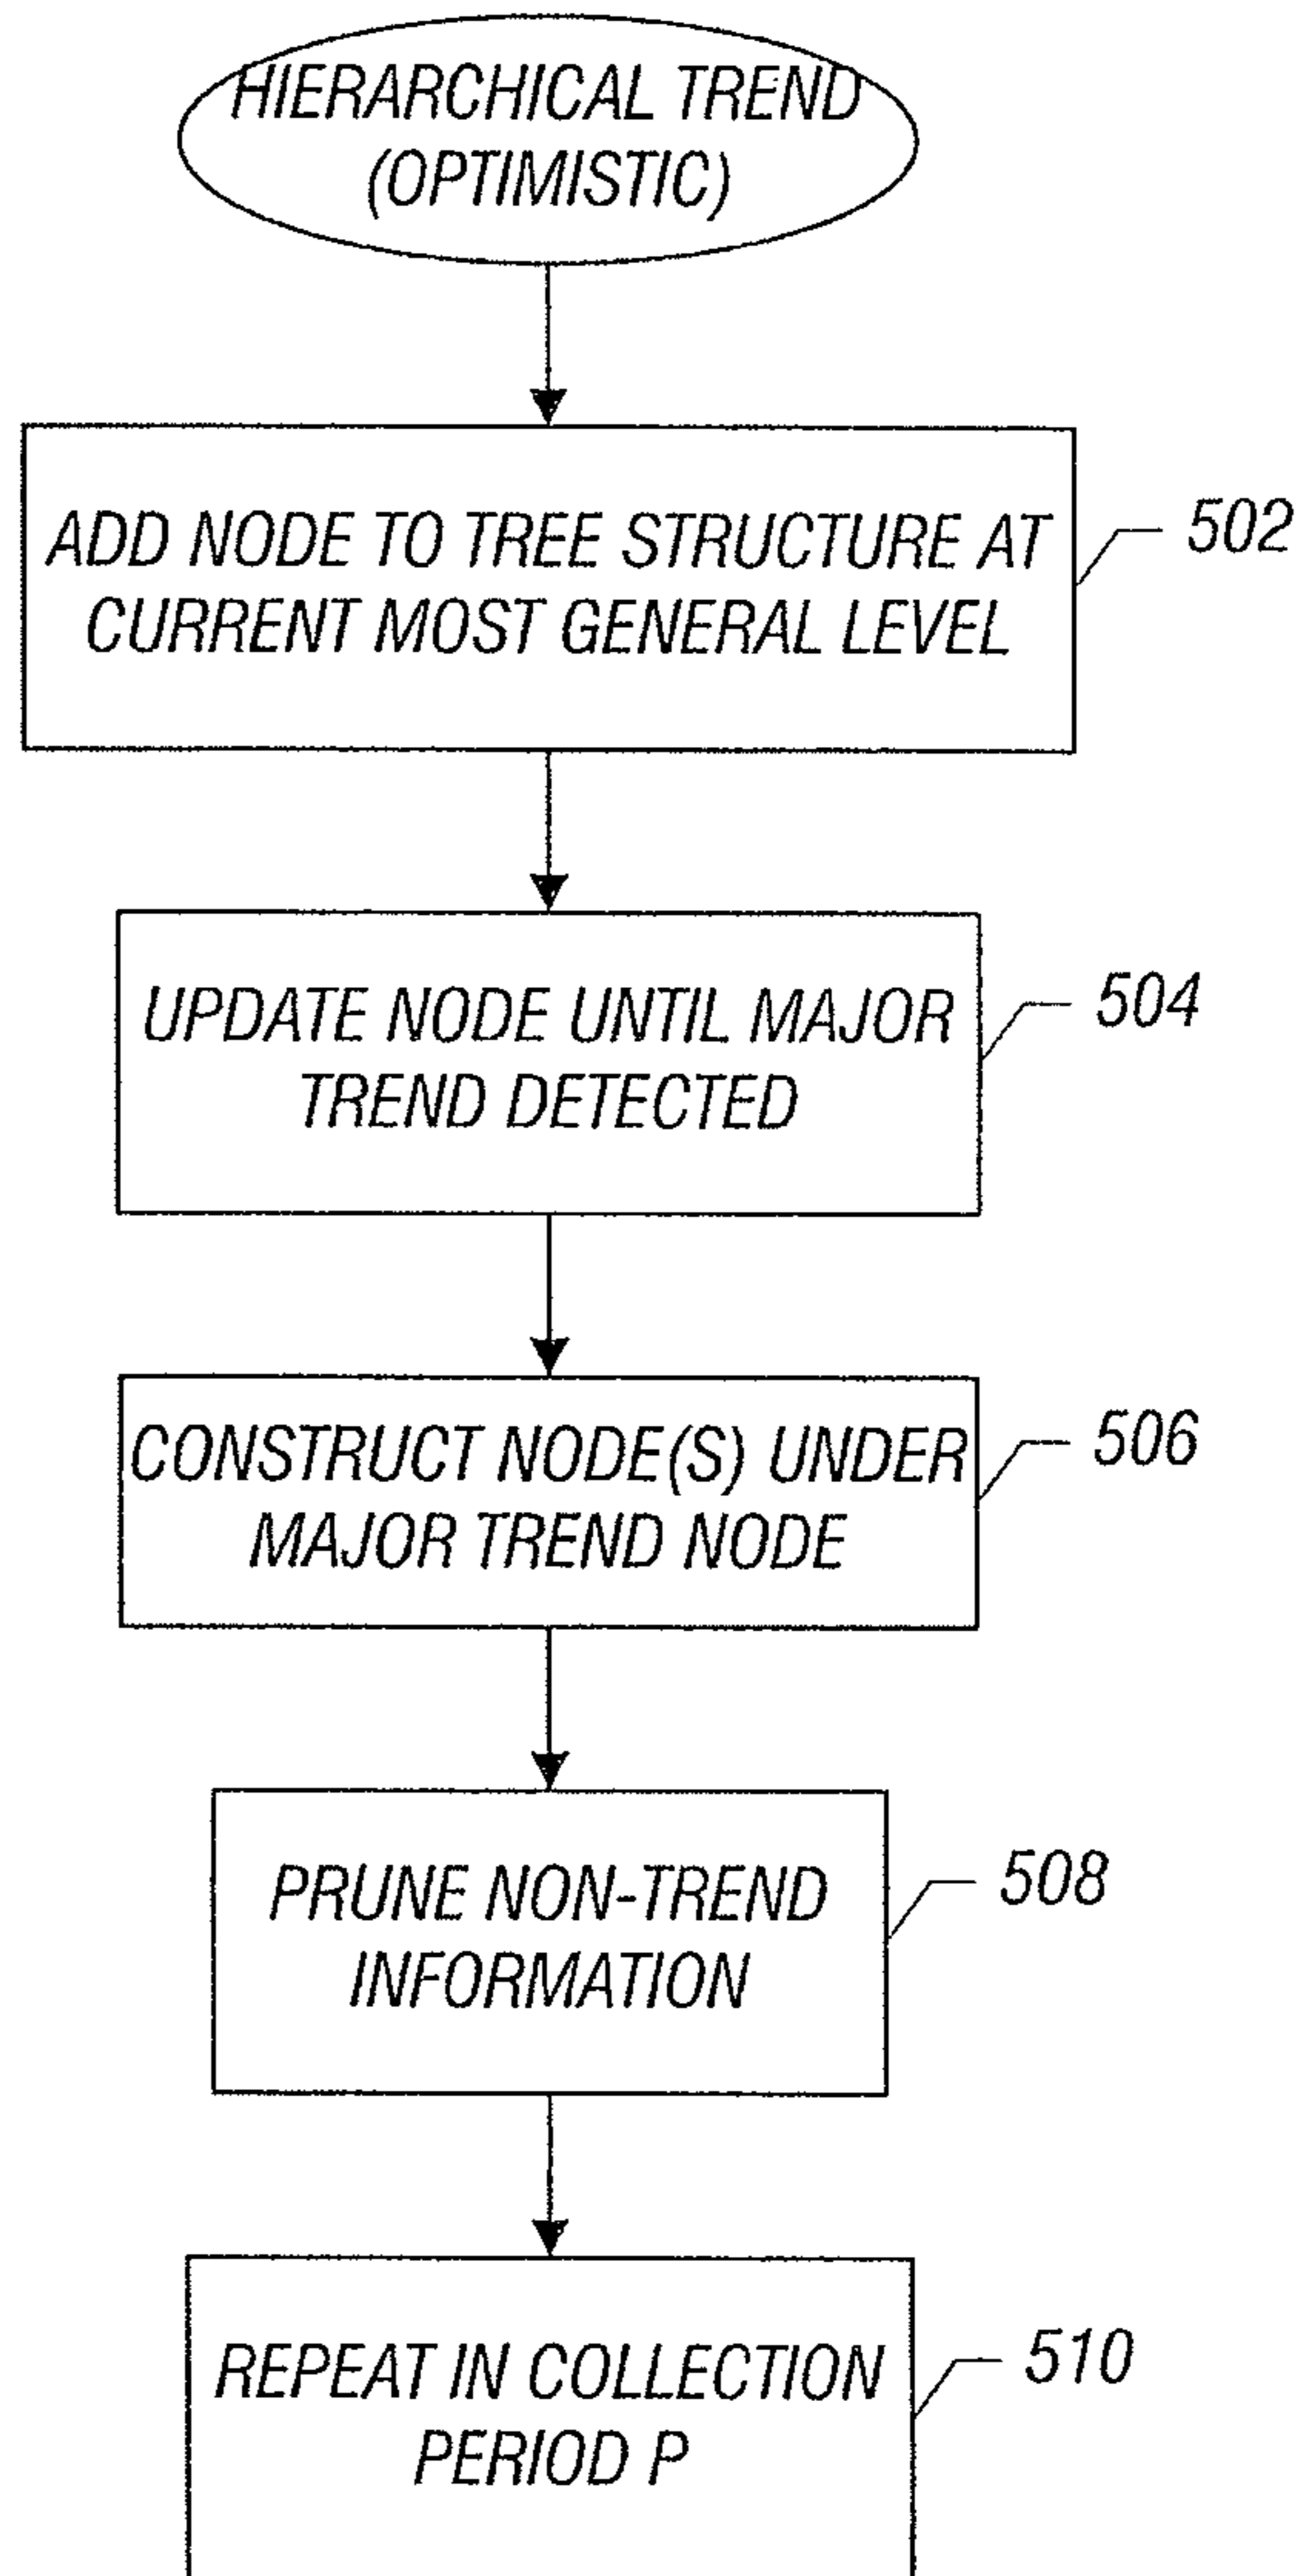 HIERARCHICAL TREND
(OPTIMISTIC)
ADD NODE TO TREE STRUCTURE AT
CURRENT MOST GENERAL LEVEL
502
UPDATE NODE UNTIL MAJOR
TREND DETECTED
504
CONSTRUCT NODE(S) UNDER
MAJOR TREND NODE
506
PRUNE NON-TREND
INFORMATION
508
REPEAT IN COLLECTION
PERIOD P
510